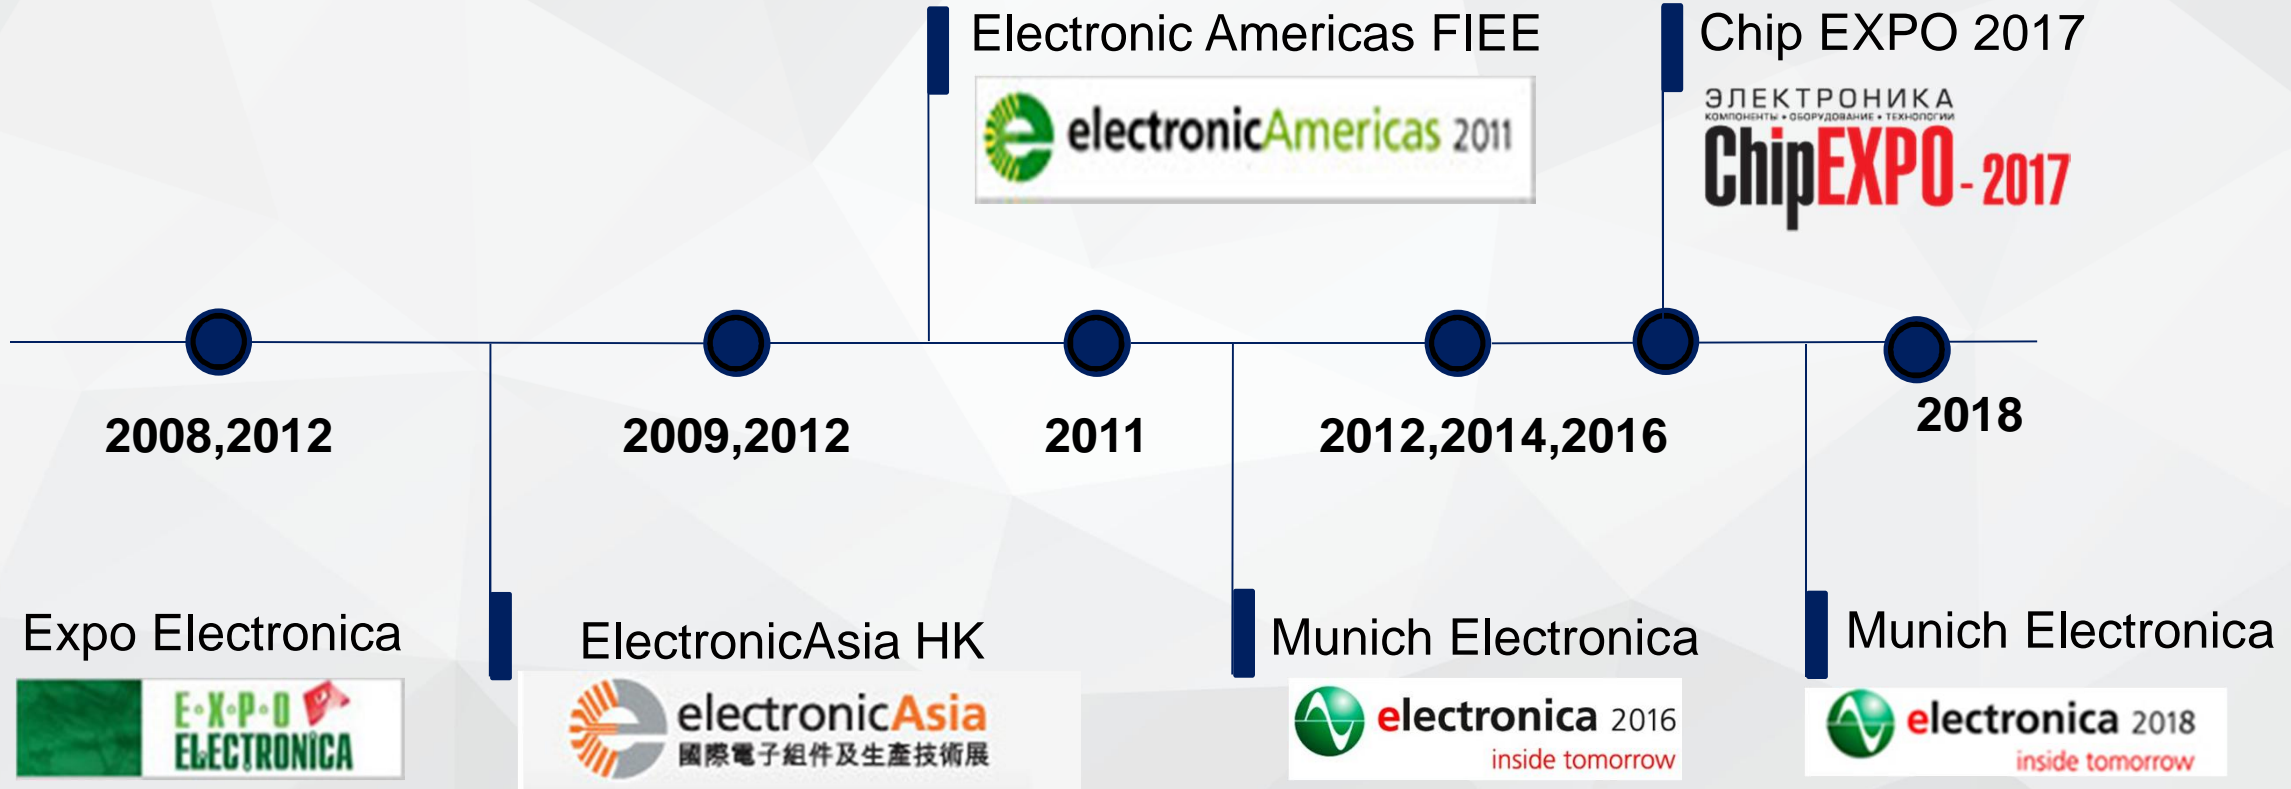 Electronic Americas FIEE
electronicAmericas 2011
Chip EXPO 2017
ЭЛЕКТРОНИКА
КОМПОНЕНТЫ • ОБОРУДОВАНИЕ • ТЕХНОЛОГИИ
ChipEXPO - 2017
2008,2012
2009,2012
2011
2012,2014,2016
2018
Expo Electronica
E•X•P•O
ELECTRONICA
ElectronicAsia HK
electronicAsia
國際電子組件及生產技術展
Munich Electronica
electronica 2016
inside tomorrow
Munich Electronica
electronica 2018
inside tomorrow